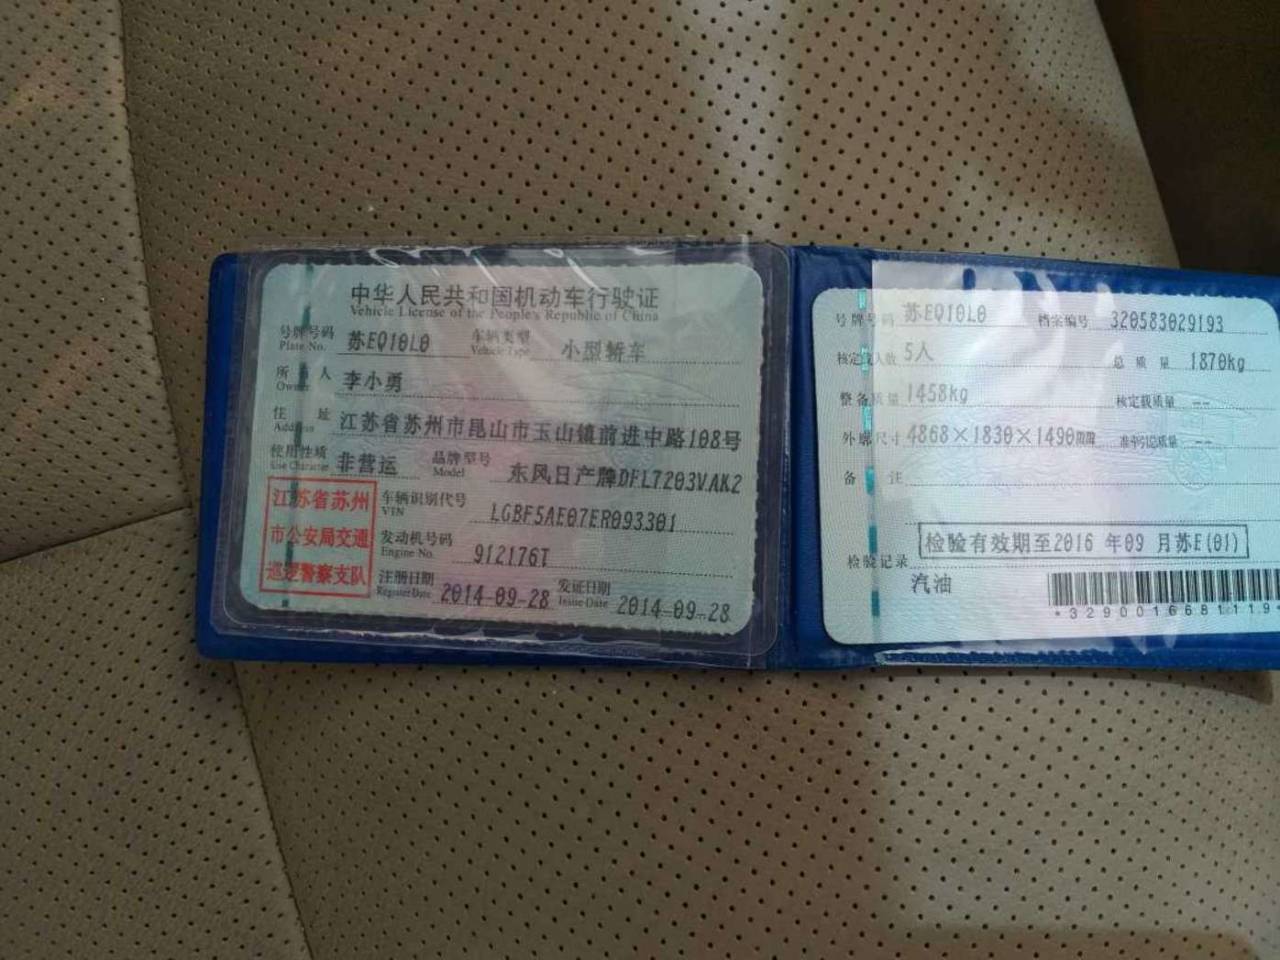 中华人民共和国机动车行驶证
Vehicle License of the People's Republic of China
号牌号码 苏EQ10L0 车辆类型 小型轿车
Plate No. Vehicle Type
所有人 李小勇
Owner
住址 江苏省苏州市昆山市玉山镇前进中路108号
Address
使用性质 非营运 品牌型号 东风日产牌DFL7203VAK2
Use Character Model
江苏省苏州
市公安局交通
巡逻警察支队
车辆识别代号 LGBF5AE07ER093301
VIN
发动机号码 912176T
Engine No.
注册日期 2014-09-28 发证日期 2014-09-28
Register Date Issue Date
号牌号码 苏EQ10L0 档案编号 320583029193
核定载人数 5人 总质量 1870kg
整备质量 1458kg 核定载质量 --
外廓尺寸 4868×1830×1490mm 准牵引总质量 --
备注
检验记录 检验有效期至2016 年09 月苏E(01)
汽油
*3290016681119